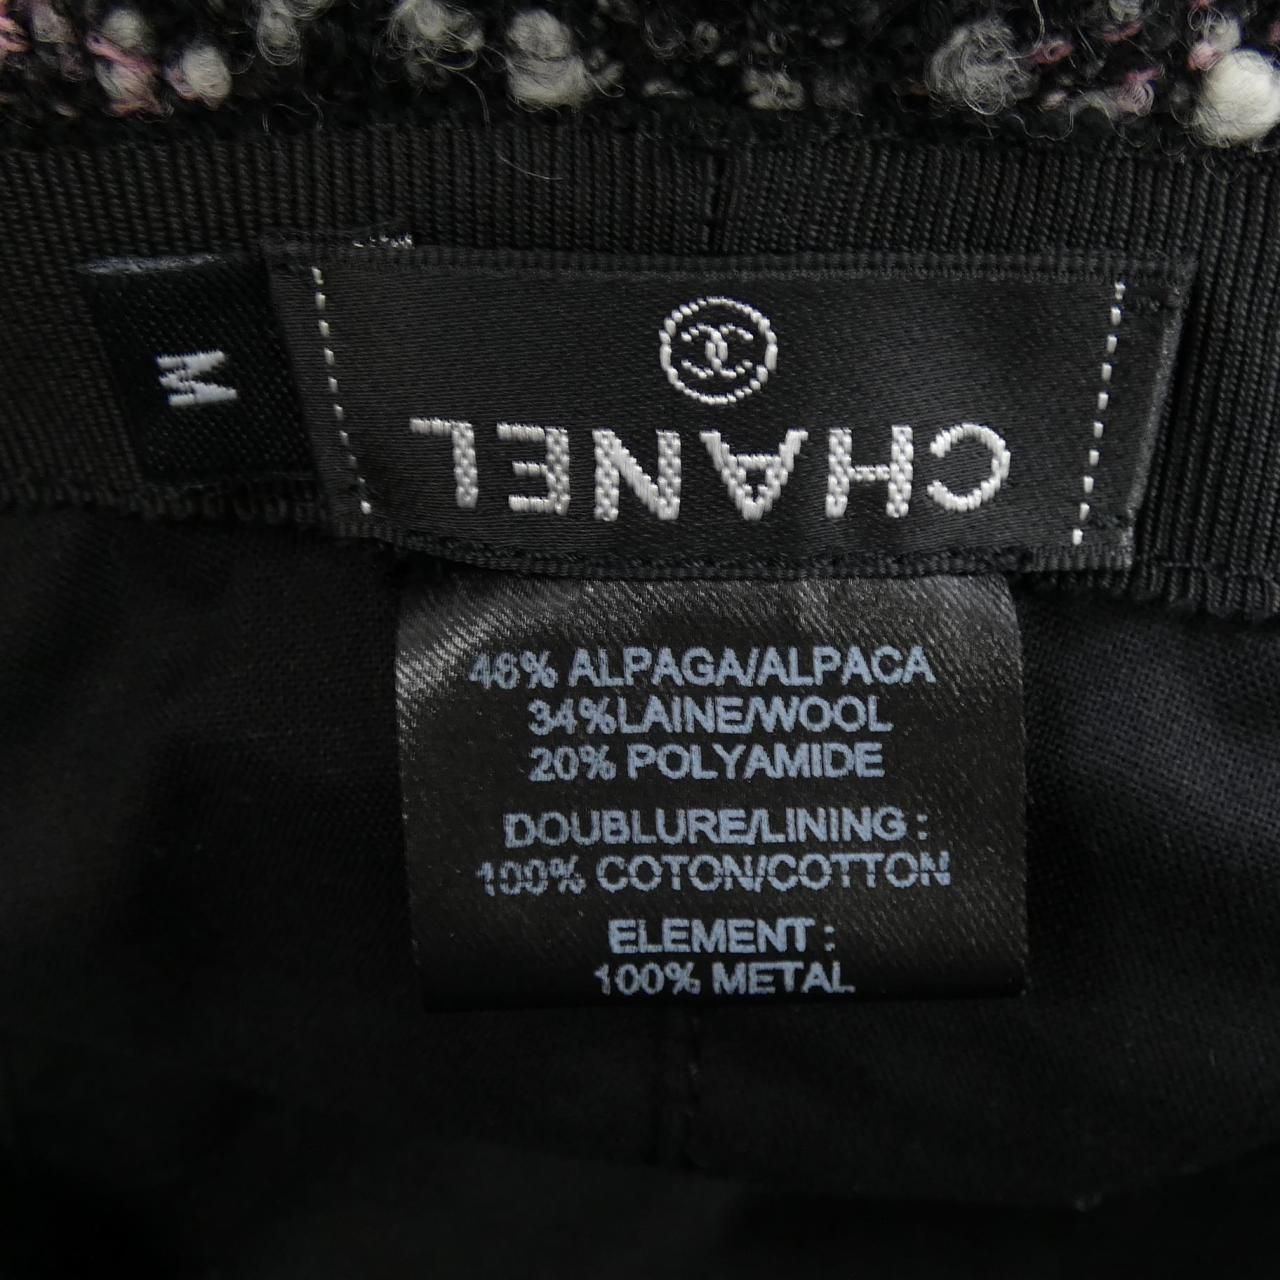 M
CHANEL
46% ALPAGA/ALPACA
34%LAINE/WOOL
20% POLYAMIDE
DOUBLURE/LINING :
100% COTON/COTTON
ELEMENT :
100% METAL